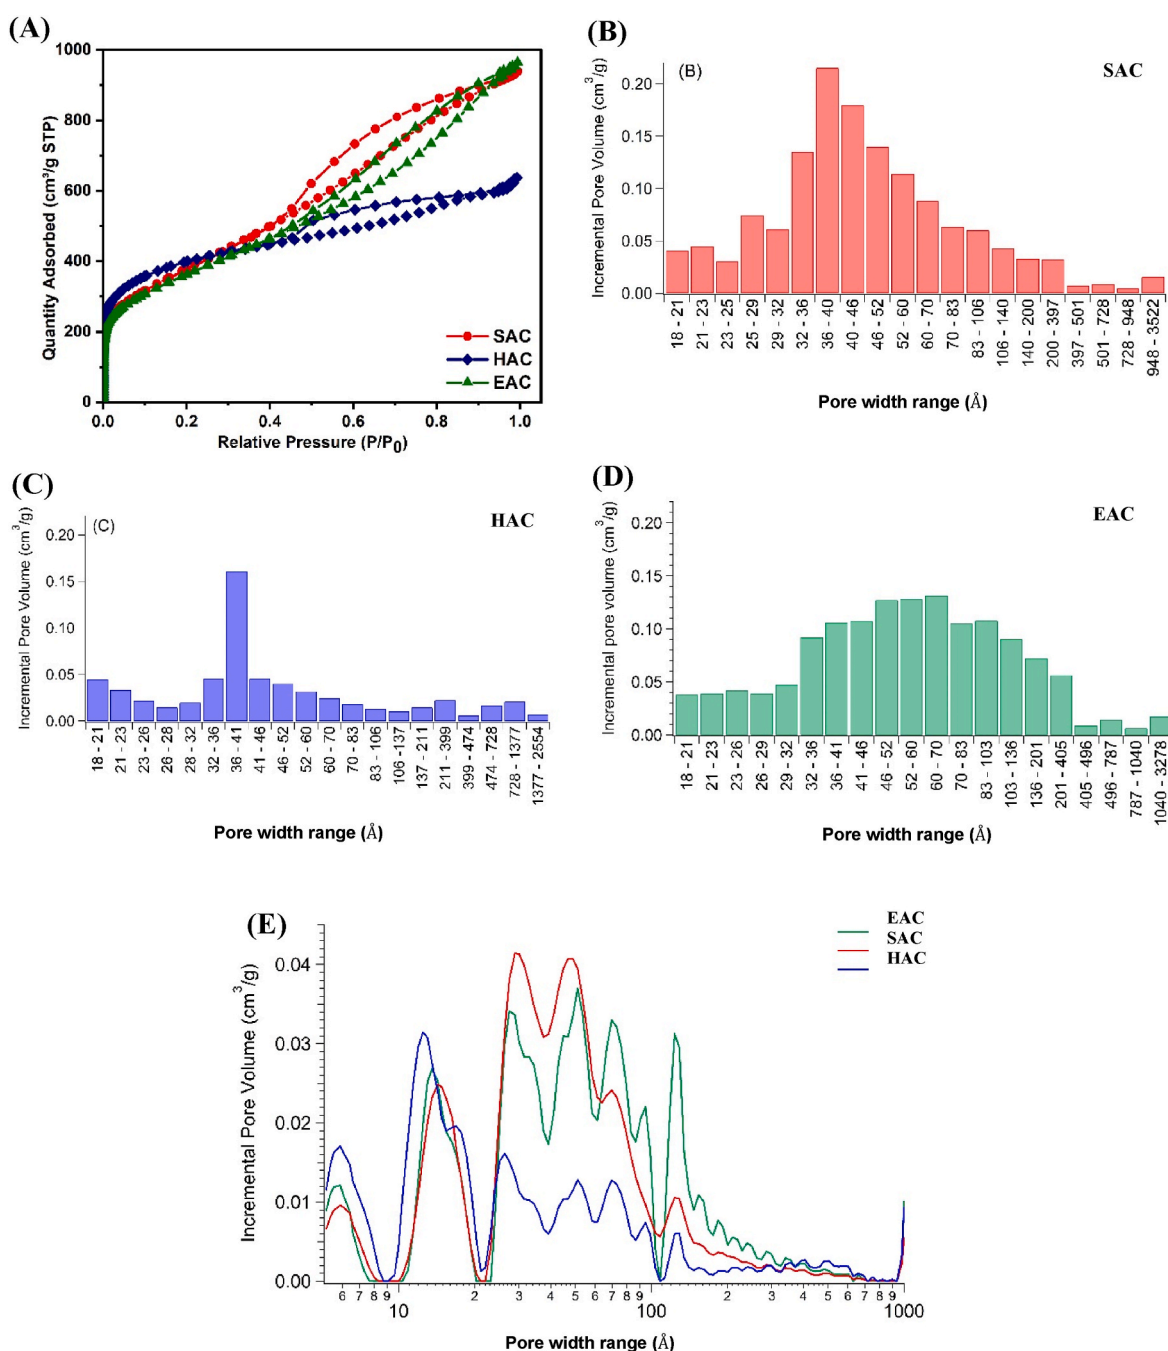 (A)
1000
800
600
400
200
0
0.0 0.2 0.4 0.6 0.8 1.0
Quantity Adsorbed (cm³/g STP)
Relative Pressure (P/P₀)
SAC
HAC
EAC
(B)
(B)
SAC
0.20
0.15
0.10
0.05
0.00
Incremental Pore Volume (cm³/g)
18 - 21
21 - 23
23 - 25
25 - 29
29 - 32
32 - 36
36 - 40
40 - 46
46 - 52
52 - 60
60 - 70
70 - 83
83 - 106
106 - 140
140 - 200
200 - 397
397 - 501
501 - 728
728 - 948
948 - 3522
Pore width range (Å)
(C)
(C)
HAC
0.20
0.15
0.10
0.05
0.00
Incremental Pore Volume (cm³/g)
18 - 21
21 - 23
23 - 26
26 - 28
28 - 32
32 - 36
36 - 41
41 - 46
46 - 52
52 - 60
60 - 70
70 - 83
83 - 106
106 -137
137 - 211
211 - 399
399 - 474
474 - 728
728 - 1377
1377 - 2554
Pore width range (Å)
(D)
EAC
0.20
0.15
0.10
0.05
0.00
Incremental pore volume (cm³/g)
18 - 21
21 - 23
23 - 26
26 - 29
29 - 32
32 - 36
36 - 41
41 - 46
46 - 52
52 - 60
60 - 70
70 - 83
83 - 103
103 - 136
136 - 201
201 - 405
405 - 496
496 - 787
787 - 1040
1040 - 3278
Pore width range (Å)
(E)
EAC
SAC
HAC
0.04
0.03
0.02
0.01
0.00
Incremental Pore Volume (cm³/g)
6 7 8 9 10 2 3 4 5 6 7 8 9 100 2 3 4 5 6 7 8 9 1000
Pore width range (Å)